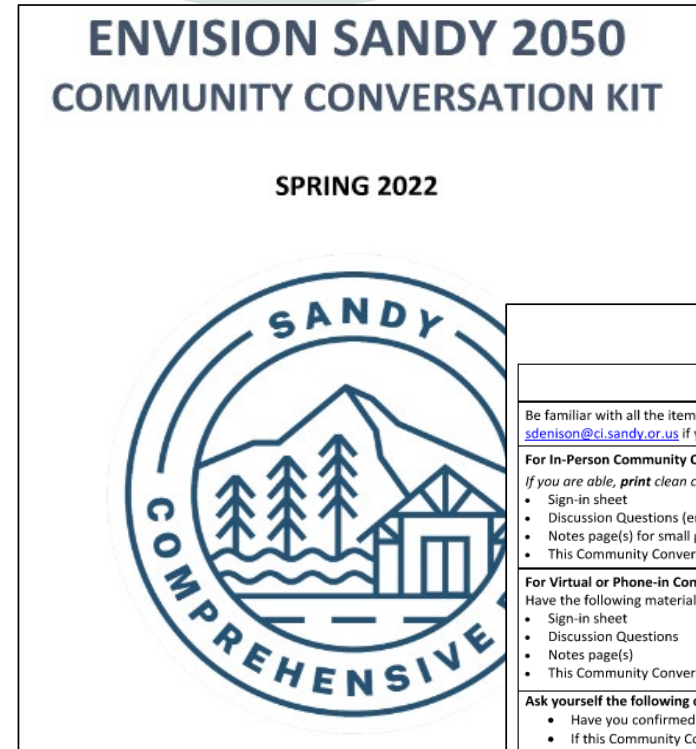 ENVISION SANDY 2050
COMMUNITY CONVERSATION KIT
SPRING 2022
SANDY
COMPREHENSIVE
Be familiar with all the item
sdenison@ci.sandy.or.us if
For In-Person Community
If you are able, print clean
• Sign-in sheet
• Discussion Questions
• Notes page(s) for small
• This Community Conver
For Virtual or Phone-in Con
Have the following material
• Sign-in sheet
• Discussion Questions
• Notes page(s)
• This Community Conver
Ask yourself the following
• Have you confirmed
• If this Community Co